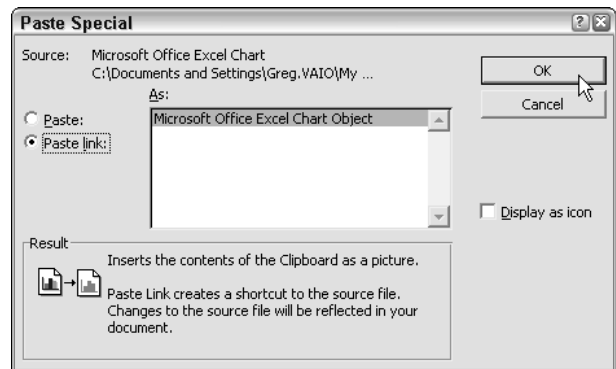 Paste Special
Source: Microsoft Office Excel Chart
C:\Documents and Settings\Greg.VAIO\My ...
As:
Paste:
Paste link:
Microsoft Office Excel Chart Object
OK
Cancel
Display as icon
Result
Inserts the contents of the Clipboard as a picture.
Paste Link creates a shortcut to the source file.
Changes to the source file will be reflected in your
document.